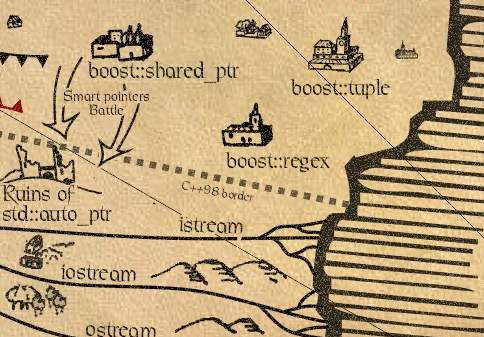 boost::shared_ptr
boost::tuple
Smart pointers
Battle
boost::regex
C++98 border
Ruins of
std::auto_ptr
istream
iostream
ostream